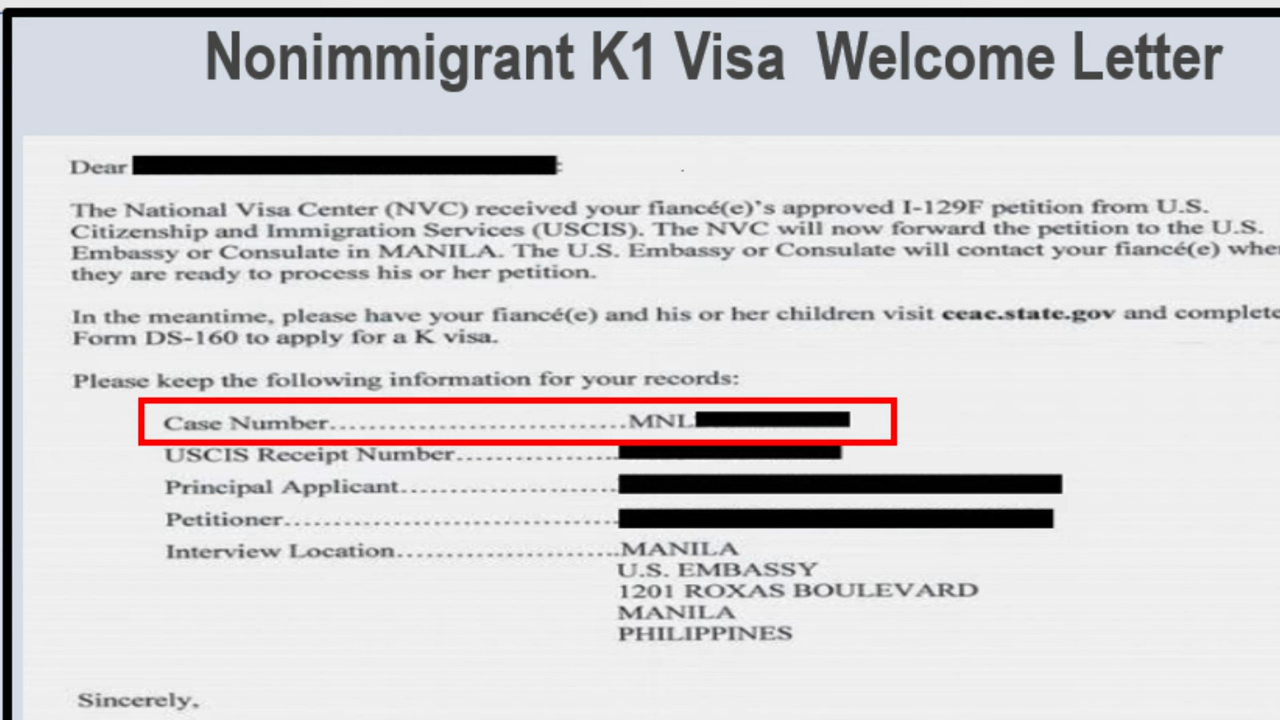 Nonimmigrant K1 Visa Welcome Letter
Dear :
The National Visa Center (NVC) received your fiancé(e)'s approved I-129F petition from U.S.
Citizenship and Immigration Services (USCIS). The NVC will now forward the petition to the U.S.
Embassy or Consulate in MANILA. The U.S. Embassy or Consulate will contact your fiancé(e) whe
they are ready to process his or her petition.
In the meantime, please have your fiancé(e) and his or her children visit ceac.state.gov and complete
Form DS-160 to apply for a K visa.
Please keep the following information for your records:
Case Number..............................MNL
USCIS Receipt Number................
Principal Applicant......................
Petitioner..................................
Interview Location.......................MANILA
U.S. EMBASSY
1201 ROXAS BOULEVARD
MANILA
PHILIPPINES
Sincerely,